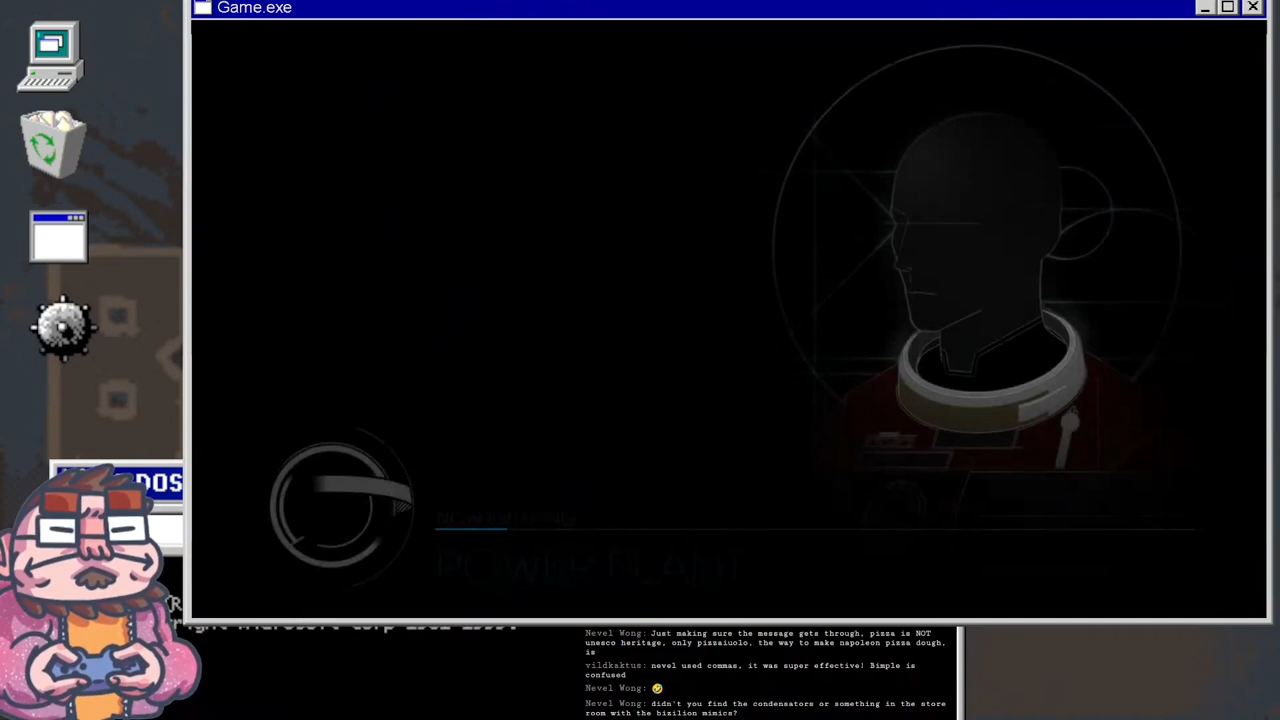 Game.exe
DOS
POWER PLANT
Nevel Wong: Just making sure the message gets through, pizza is NOT
unesco heritage, only pizzaiuolo, the way to make napoleon pizza dough,
is
vildkaktus: nevel used commas, it was super effective! Bimple is
confused
Nevel Wong: 🤣
Nevel Wong: didn't you find the condensators or something in the store
room with the bizilion mimics?